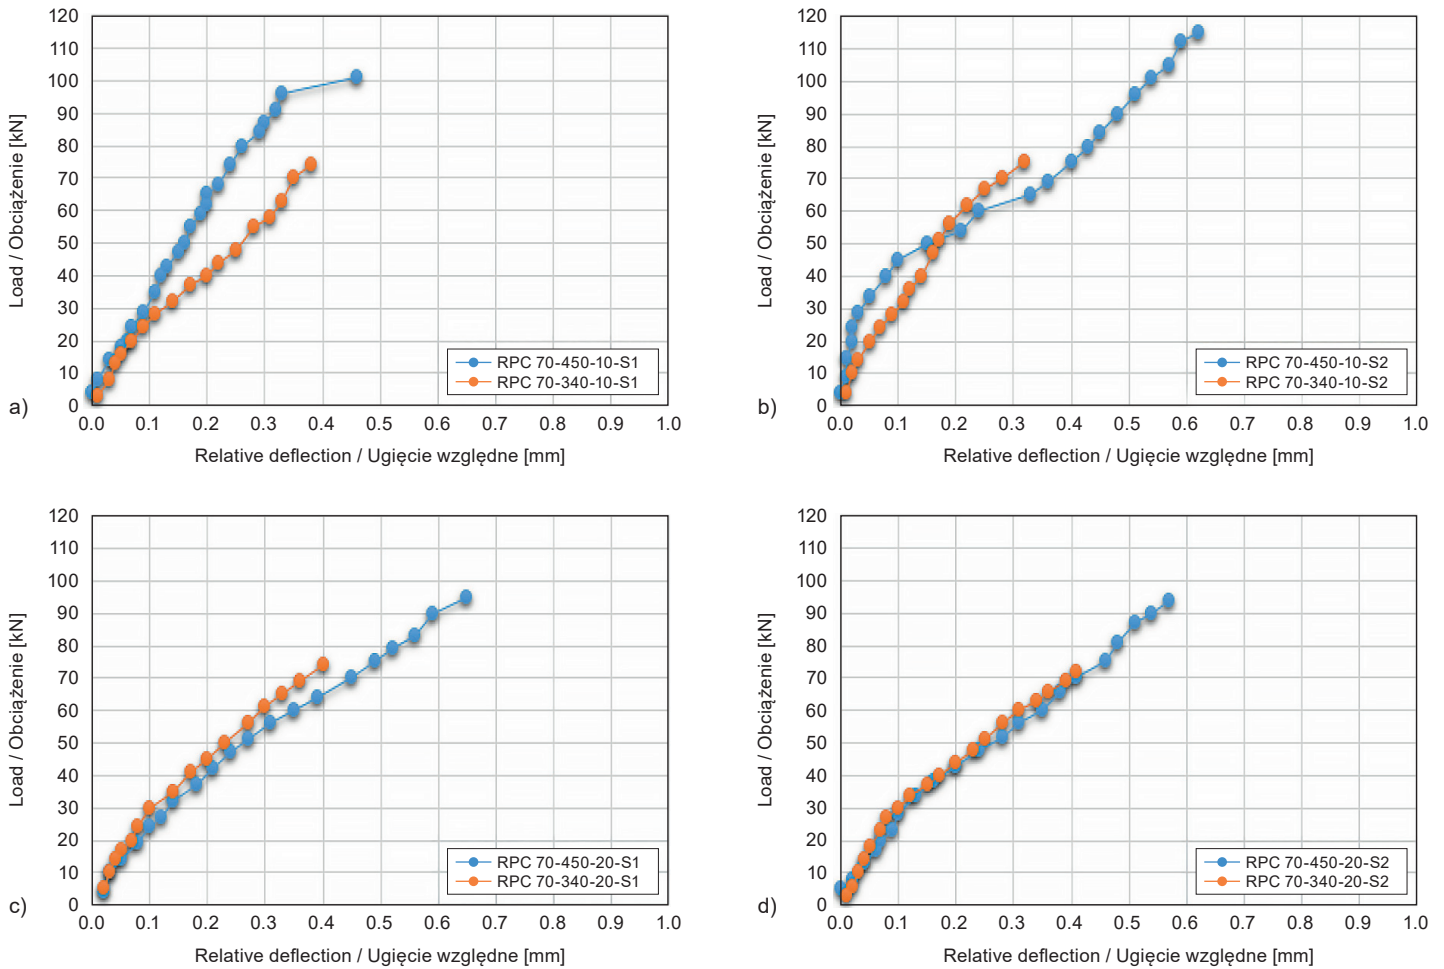 120
110
100
90
80
70
60
50
40
30
20
10
0
Load / Obciążenie [kN]
RPC 70-450-10-S1
RPC 70-340-10-S1
a)
0.0 0.1 0.2 0.3 0.4 0.5 0.6 0.7 0.8 0.9 1.0
Relative deflection / Ugięcie względne [mm]
120
110
100
90
80
70
60
50
40
30
20
10
0
Load / Obciążenie [kN]
RPC 70-450-10-S2
RPC 70-340-10-S2
b)
0.0 0.1 0.2 0.3 0.4 0.5 0.6 0.7 0.8 0.9 1.0
Relative deflection / Ugięcie względne [mm]
120
110
100
90
80
70
60
50
40
30
20
10
0
Load / Obciążenie [kN]
RPC 70-450-20-S1
RPC 70-340-20-S1
c)
0.0 0.1 0.2 0.3 0.4 0.5 0.6 0.7 0.8 0.9 1.0
Relative deflection / Ugięcie względne [mm]
120
110
100
90
80
70
60
50
40
30
20
10
0
Load / Obciążenie [kN]
RPC 70-450-20-S2
RPC 70-340-20-S2
d)
0.0 0.1 0.2 0.3 0.4 0.5 0.6 0.7 0.8 0.9 1.0
Relative deflection / Ugięcie względne [mm]